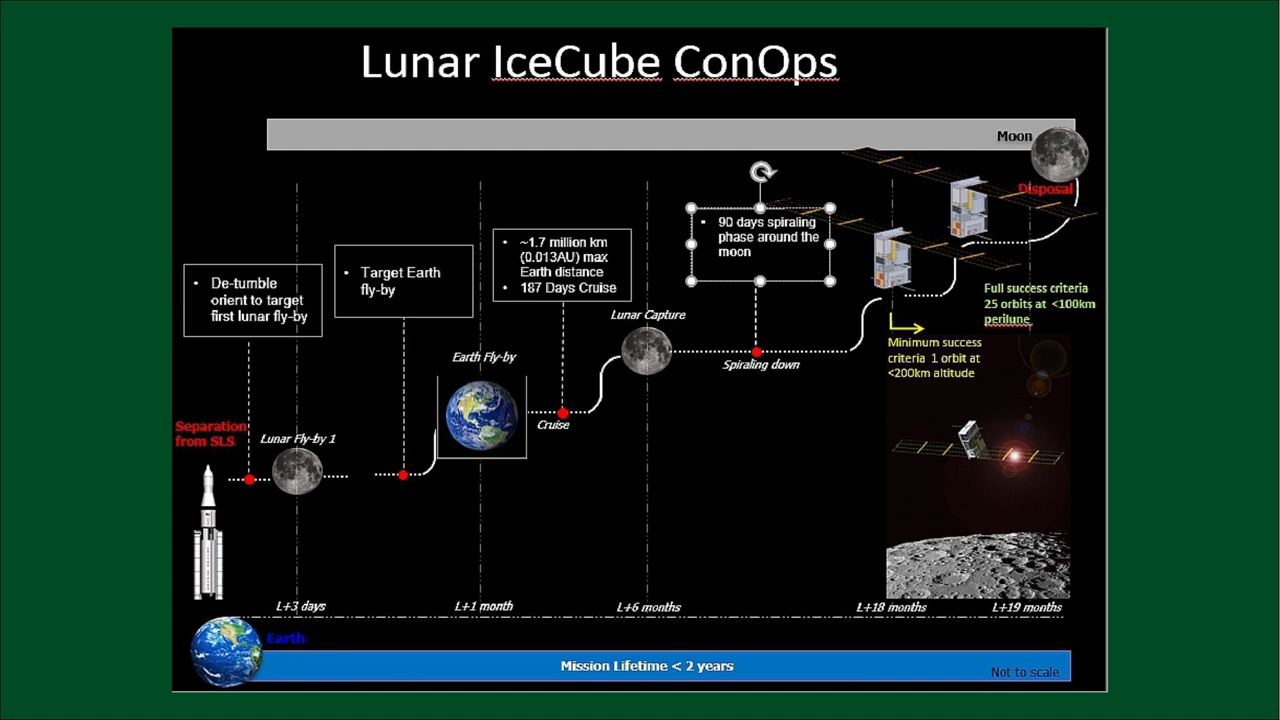 Lunar IceCube ConOps
Moon
Disposal
• 90 days spiraling
phase around the
moon
• ~1.7 million km
(0.013AU) max
Earth distance
• 187 Days Cruise
• Target Earth
fly-by
• De-tumble
orient to target
first lunar fly-by
Full success criteria
25 orbits at <100km
perilune
Lunar Capture
Minimum success
criteria 1 orbit at
<200km altitude
Earth Fly-by
Spiraling down
Cruise
Separation
from SLS
Lunar Fly-by 1
L+3 days
L+1 month
L+6 months
L+18 months
L+19 months
Earth
Mission Lifetime < 2 years
Not to scale